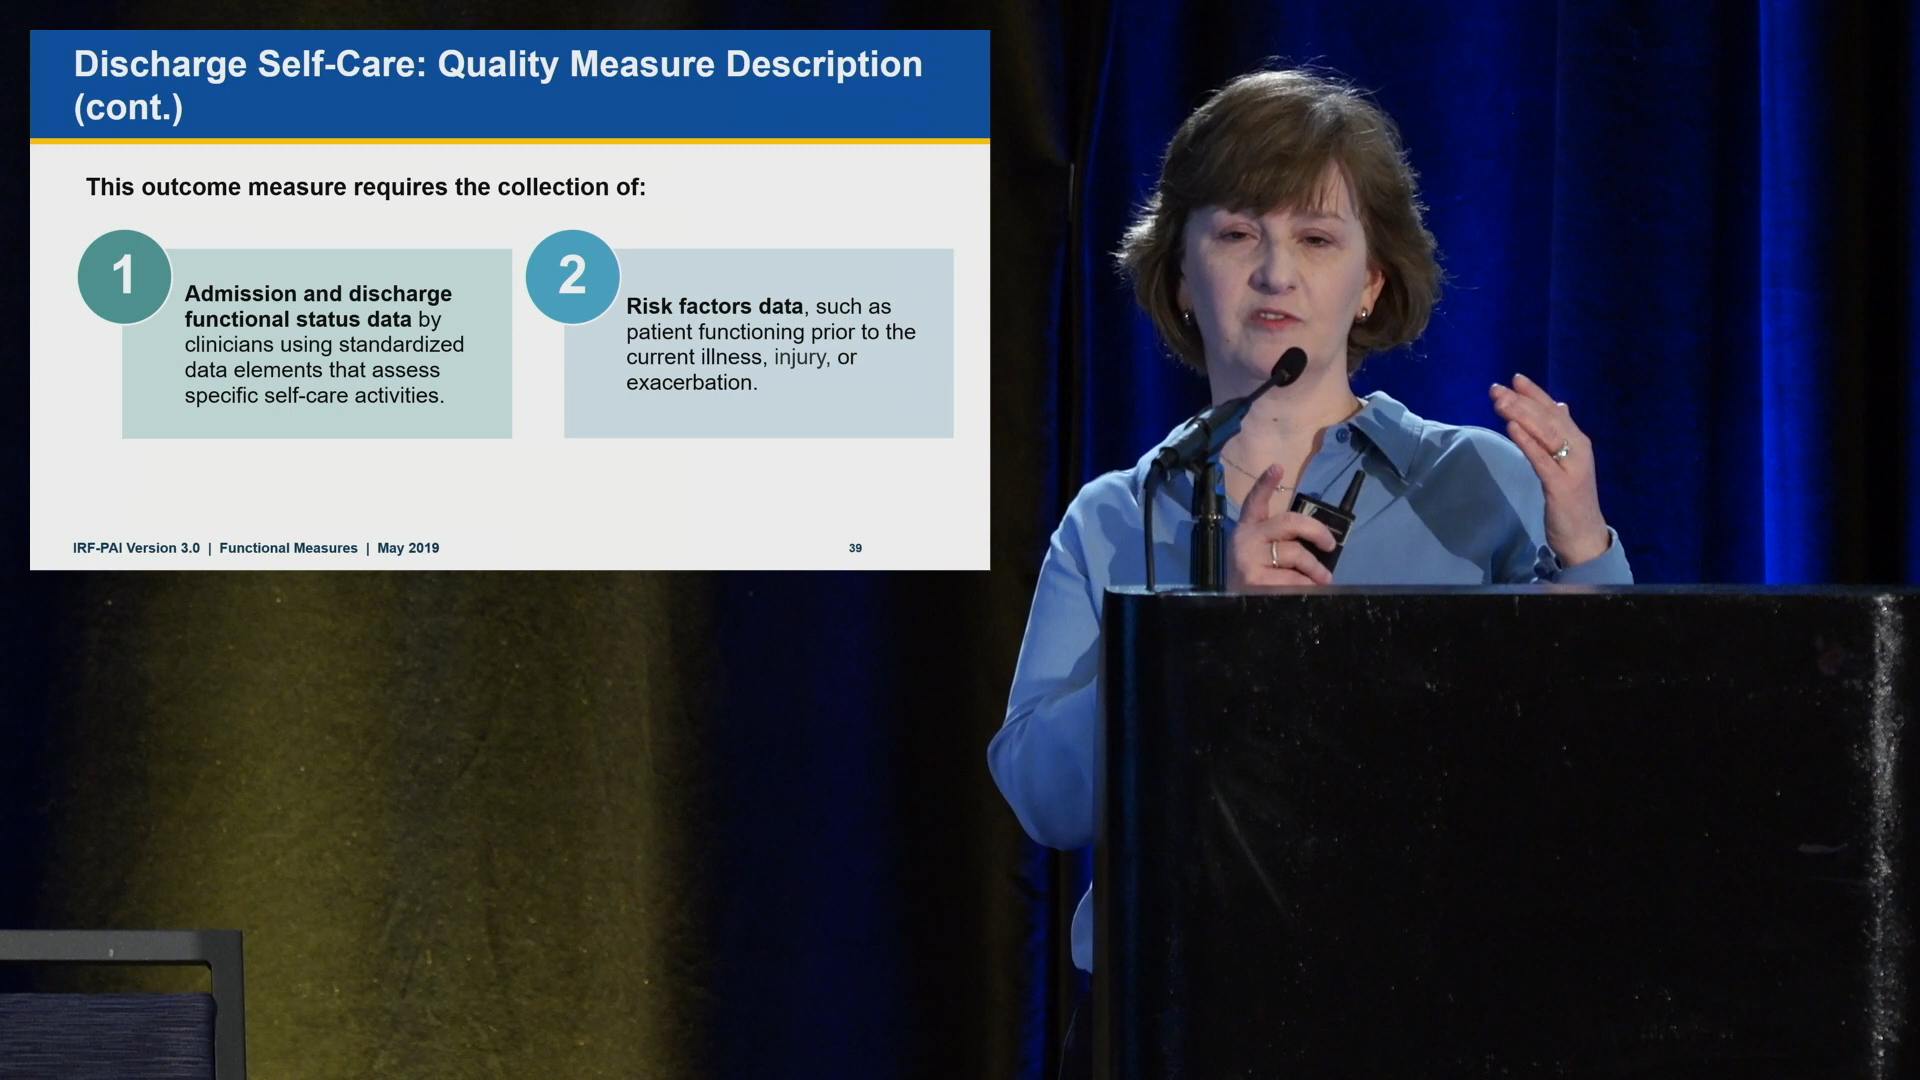 Discharge Self-Care: Quality Measure Description
(cont.)
This outcome measure requires the collection of:
1
Admission and discharge
functional status data by
clinicians using standardized
data elements that assess
specific self-care activities.
2
Risk factors data, such as
patient functioning prior to the
current illness, injury, or
exacerbation.
IRF-PAI Version 3.0 | Functional Measures | May 2019
39